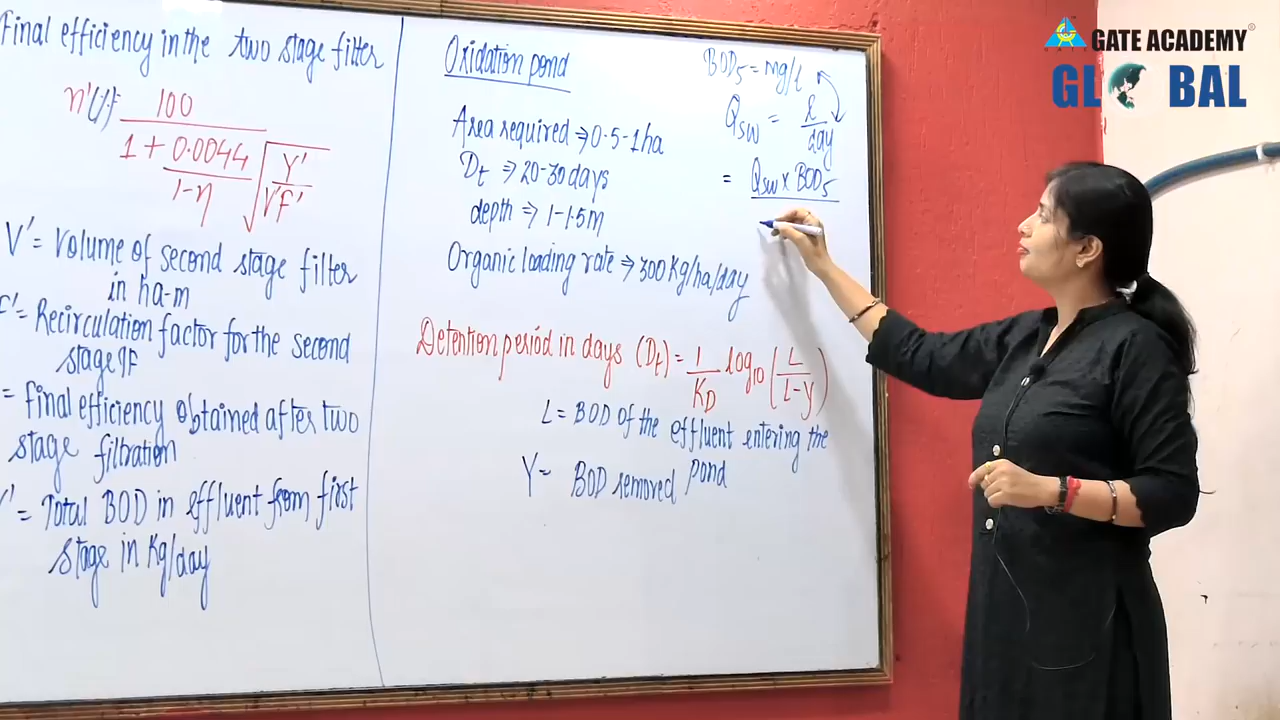 Final efficiency in the two stage filter
η'(%) = 100
1 + 0.0044
1-η
√ Y'
V'F'
V' = Volume of second stage filter
in ha-m
F' = Recirculation factor for the second
stage TF
= final efficiency obtained after two
stage filtration
Y' = Total BOD in effluent from first
stage in Kg/day
Oxidation pond
Area required ⇒ 0.5-1ha
Dt ⇒ 20-30 days
depth ⇒ 1-1.5m
Organic loading rate ⇒ 300 Kg/ha/day
BOD5 = mg/l
Qsw = l
day
= Qsw x BOD5
Detention period in days (Dt) = 1/KD log10 (L/L-y)
L = BOD of the effluent entering the
pond
Y = BOD removed
GATE ACADEMY
GLOBAL